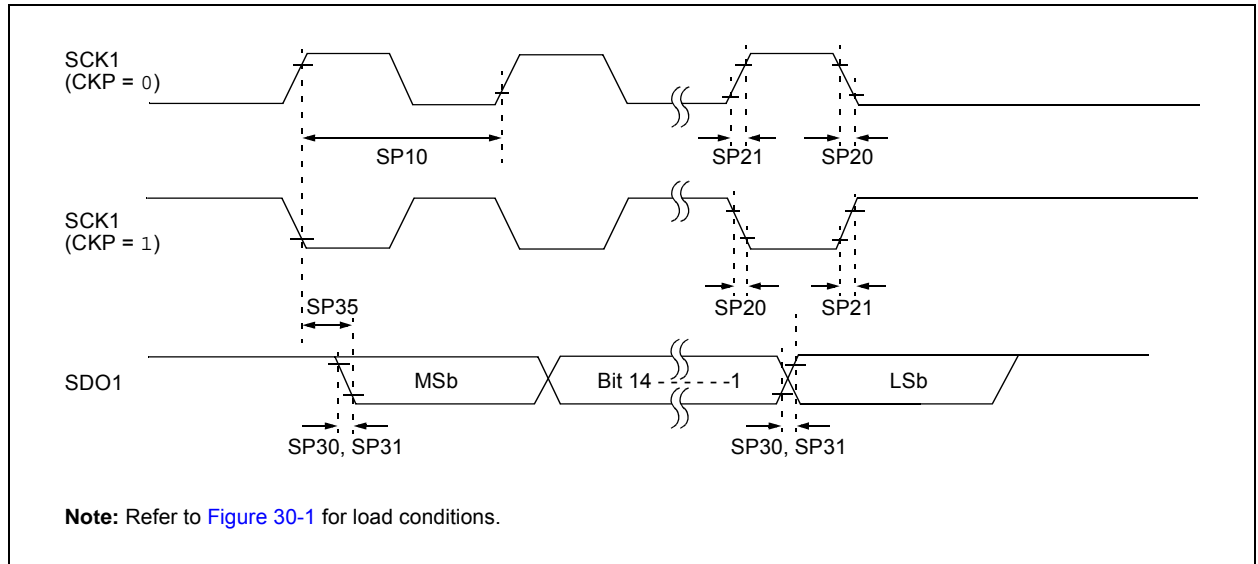 SCK1
(CKP = 0)
SP10
SP21
SP20
SCK1
(CKP = 1)
SP35
SP20
SP21
SDO1
MSb
Bit 14 - - - - - -1
LSb
SP30, SP31
SP30, SP31
Note: Refer to Figure 30-1 for load conditions.